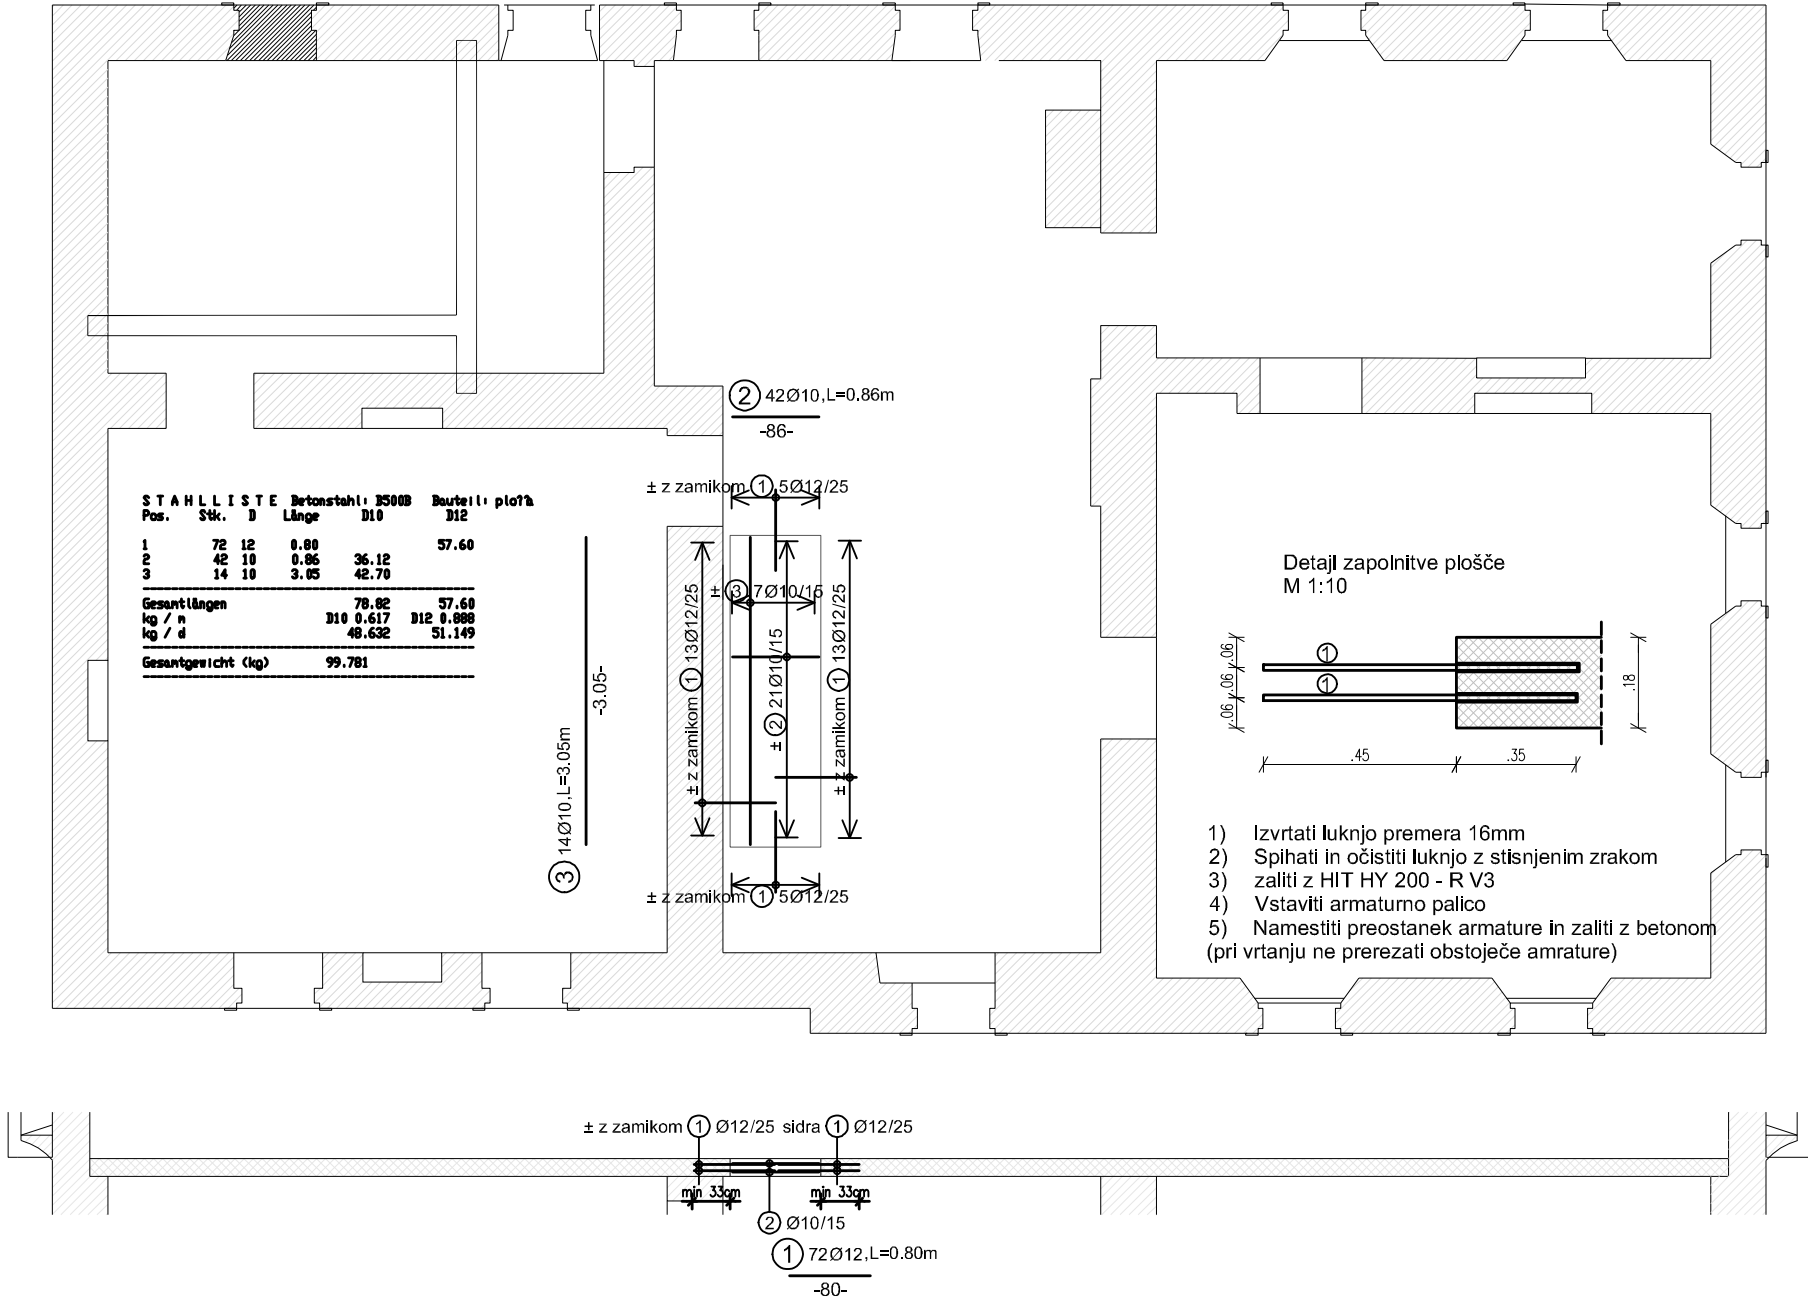 ② 42Ø10,L=0.86m
-86-
± z zamikom ① 5Ø12/25
S T A H L L I S T E Betonstahl: B500B Bauteil: plo??a
Pos. Stk. D Länge D10 D12
1 72 12 0.80 57.60
2 42 10 0.86 36.12
3 14 10 3.05 42.70
Gesamtlängen 78.82 57.60
kg / m D10 0.617 D12 0.888
kg / d 48.632 51.149
Gesamtgewicht (kg) 99.781
③ 14Ø10,L=3.05m
-3.05-
± z zamikom ① 13Ø12/25
± ③ 7Ø10/15
± ② 21Ø10/15
± z zamikom ① 13Ø12/25
± z zamikom ① 5Ø12/25
Detajl zapolnitve plošče
M 1:10
①
①
.06
.06
.06
.18
.45
.35
1) Izvrtati luknjo premera 16mm
2) Spihati in očistiti luknjo z stisnjenim zrakom
3) zaliti z HIT HY 200 - R V3
4) Vstaviti armaturno palico
5) Namestiti preostanek armature in zaliti z betonom
(pri vrtanju ne prerezati obstoječe amrature)
± z zamikom ① Ø12/25 sidra ① Ø12/25
min 33cm
min 33cm
② Ø10/15
① 72Ø12,L=0.80m
-80-